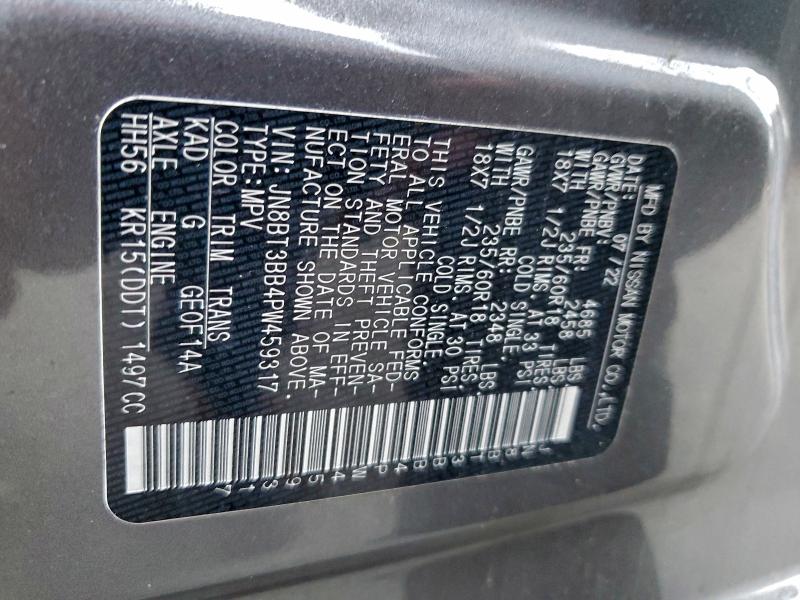 MFD BY NISSAN MOTOR CO.,LTD.
DATE: 07/22
GVWR/PNBV: 4685 LBS
GAWR/PNBE FR: 2458 LBS
WITH 235/60R18 TIRES
18X7 1/2J RIMS. AT 33 PSI
COLD SINGLE.
GAWR/PNBE RR: 2348 LBS.
WITH 235/60R18 TIRES
18X7 1/2J RIMS. AT 30 PSI
COLD SINGLE.
THIS VEHICLE CONFORMS
TO ALL APPLICABLE FED-
ERAL MOTOR VEHICLE SA-
FETY AND THEFT PREVEN-
TION STANDARDS IN EFF-
ECT ON THE DATE OF MA-
NUFACTURE SHOWN ABOVE.
VIN: JN8BT3BB4PW459317
TYPE:MPV
COLOR TRIM TRANS
KAD G GE0F14A
AXLE ENGINE
HH56 KR15(DDT) 1497CC
JN8BT3BB4PW459317